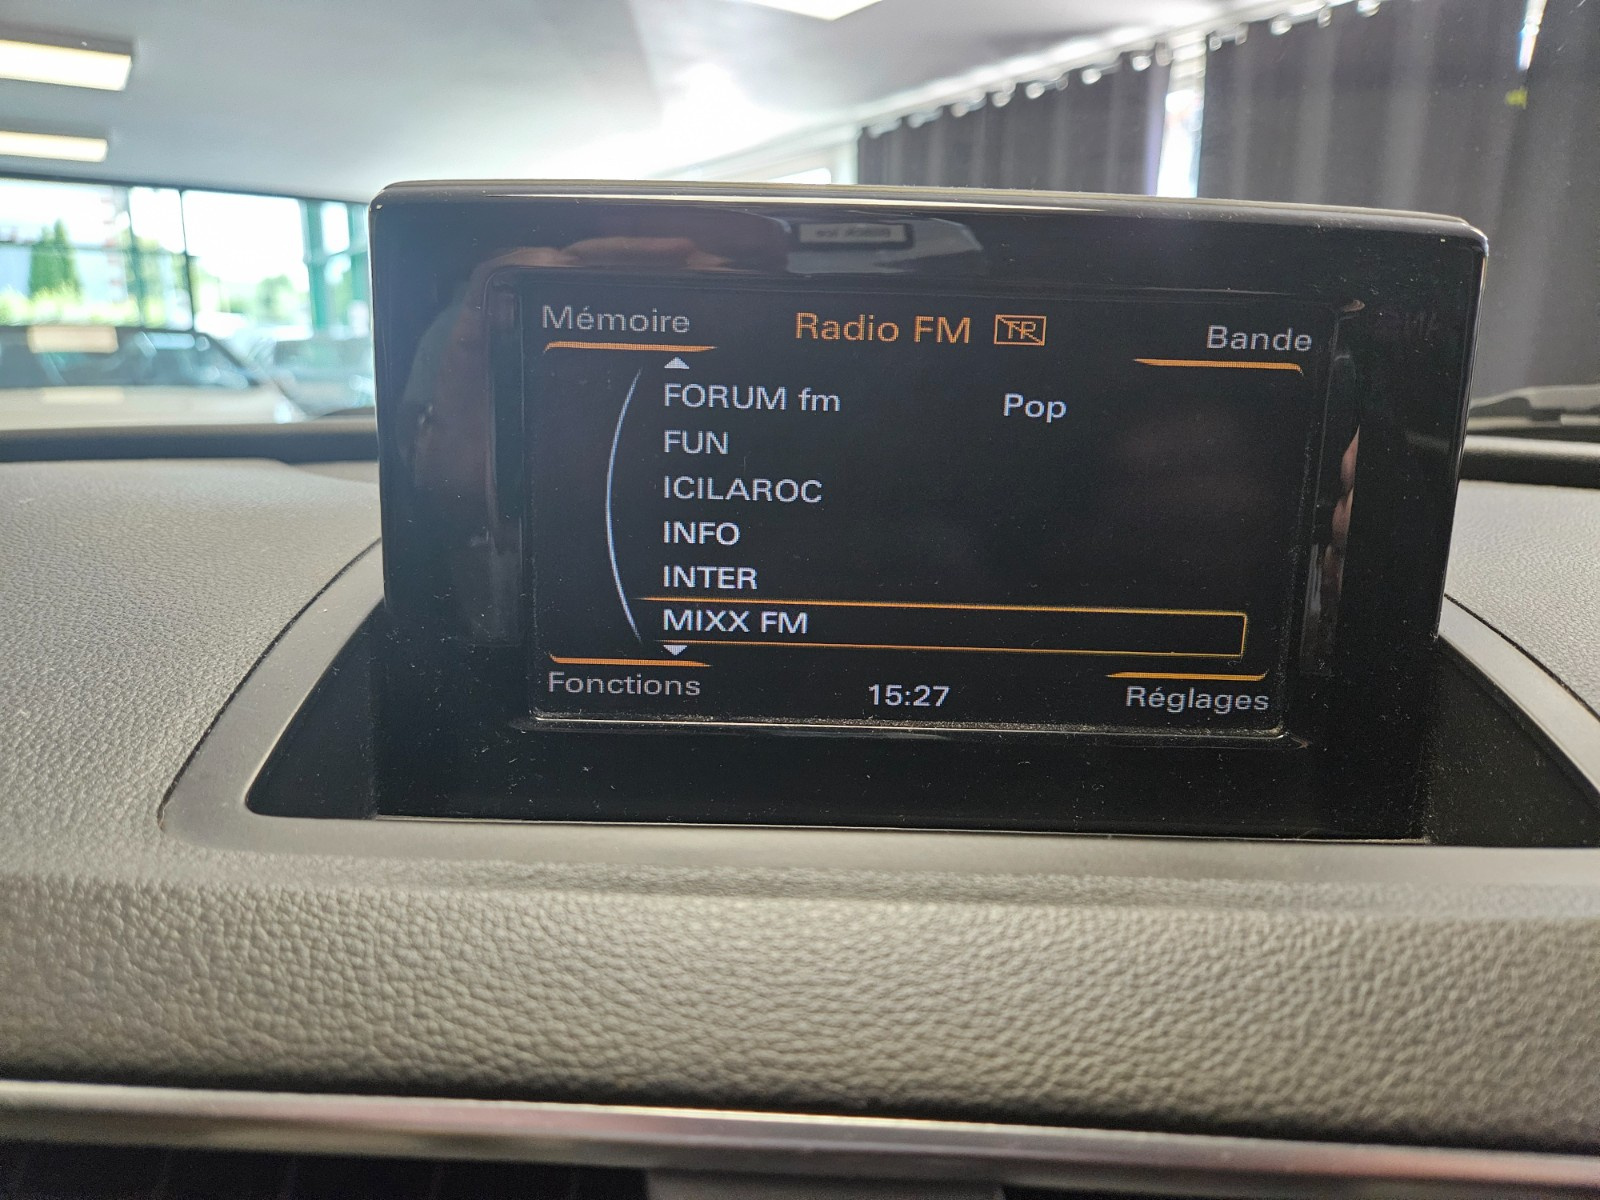 Mémoire Radio FM TP Bande
FORUM fm Pop
FUN
ICILAROC
INFO
INTER
MIXX FM
Fonctions 15:27 Réglages